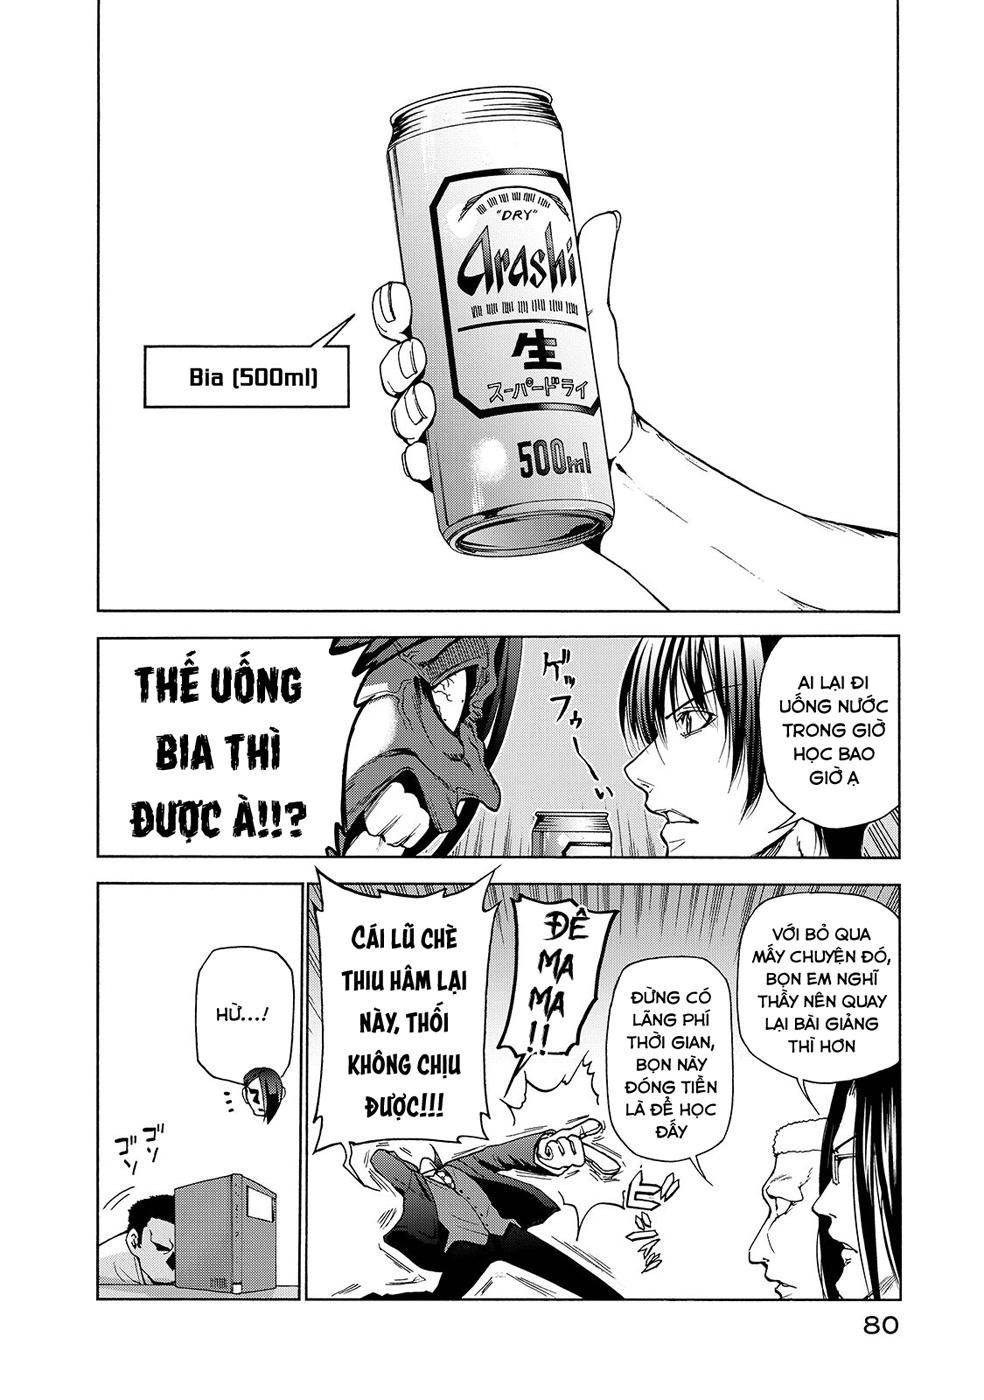 "DRY"
Arashi
生
スーパードライ
500ml
Bia (500ml)
AI LẠI ĐI
UỐNG NƯỚC
TRONG GIỜ
HỌC BAO
GIỜ Ạ
ゲッフゥ〜い
THẾ UỐNG
BIA THÌ
ĐƯỢC À!!!?
VỚI BỎ QUA
MẤY CHUYỆN ĐÓ,
BỌN EM NGHĨ
THẦY NÊN QUAY
LẠI BÀI GIẢNG
THÌ HƠN
ĐỪNG CÓ
LÃNG PHÍ
THỜI GIAN,
BỌN NÀY
ĐÓNG TIỀN
LÀ ĐỂ HỌC
ĐẤY
ĐÊ
MA
MA!!
CÁI LŨ CHÈ
THIU HÂM LẠI
NÀY, THỐI
KHÔNG CHỊU
ĐƯỢC!!!
HỪ...!
ゴソ
ゴソ
80